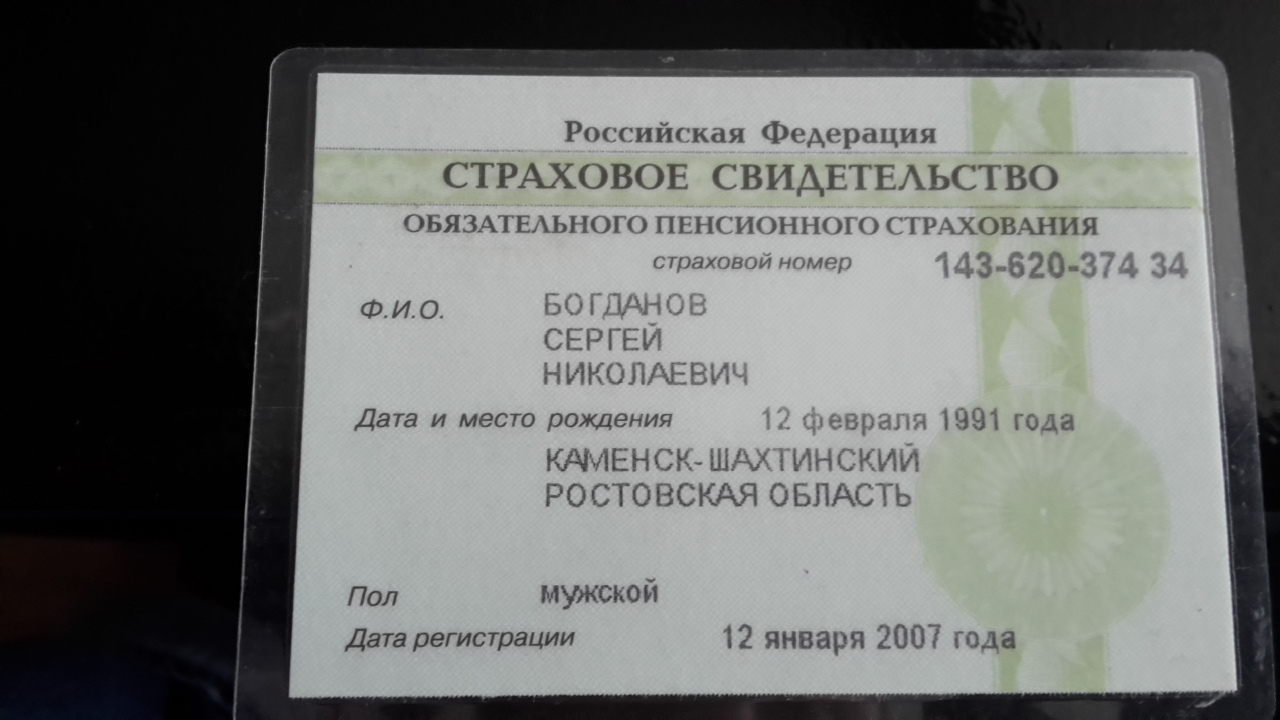 Российская Федерация
СТРАХОВОЕ СВИДЕТЕЛЬСТВО
ОБЯЗАТЕЛЬНОГО ПЕНСИОННОГО СТРАХОВАНИЯ
страховой номер 143-620-374 34
Ф.И.О. БОГДАНОВ
СЕРГЕЙ
НИКОЛАЕВИЧ
Дата и место рождения 12 февраля 1991 года
КАМЕНСК-ШАХТИНСКИЙ
РОСТОВСКАЯ ОБЛАСТЬ
Пол мужской
Дата регистрации 12 января 2007 года